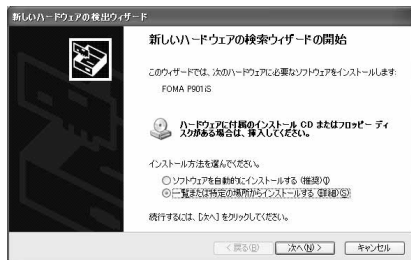 新しいハードウェアの検出ウィザード
新しいハードウェアの検索ウィザードの開始
このウィザードでは、次のハードウェアに必要なソフトウェアをインストールします:
FOMA P901iS
ハードウェアに付属のインストール CD またはフロッピー ディ
スクがある場合は、挿入してください。
インストール方法を選んでください。
ソフトウェアを自動的にインストールする (推奨)(I)
一覧または特定の場所からインストールする (詳細)(S)
続行するには、[次へ] をクリックしてください。
< 戻る(B) 次へ(N) > キャンセル